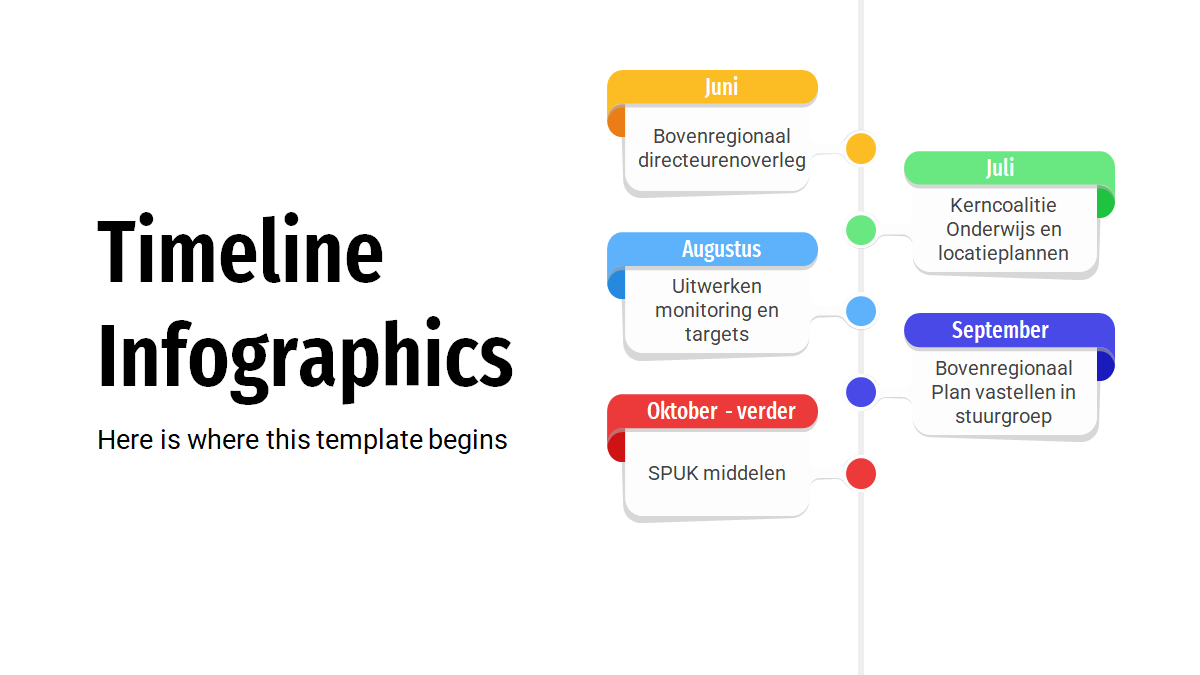 Timeline
Infographics
Here is where this template begins
Juni
Bovenregionaal
directeurenoverleg
Juli
Kerncoalitie
Onderwijs en
locatieplannen
Augustus
Uitwerken
monitoring en
targets
September
Bovenregionaal
Plan vastellen in
stuurgroep
Oktober - verder
SPUK middelen